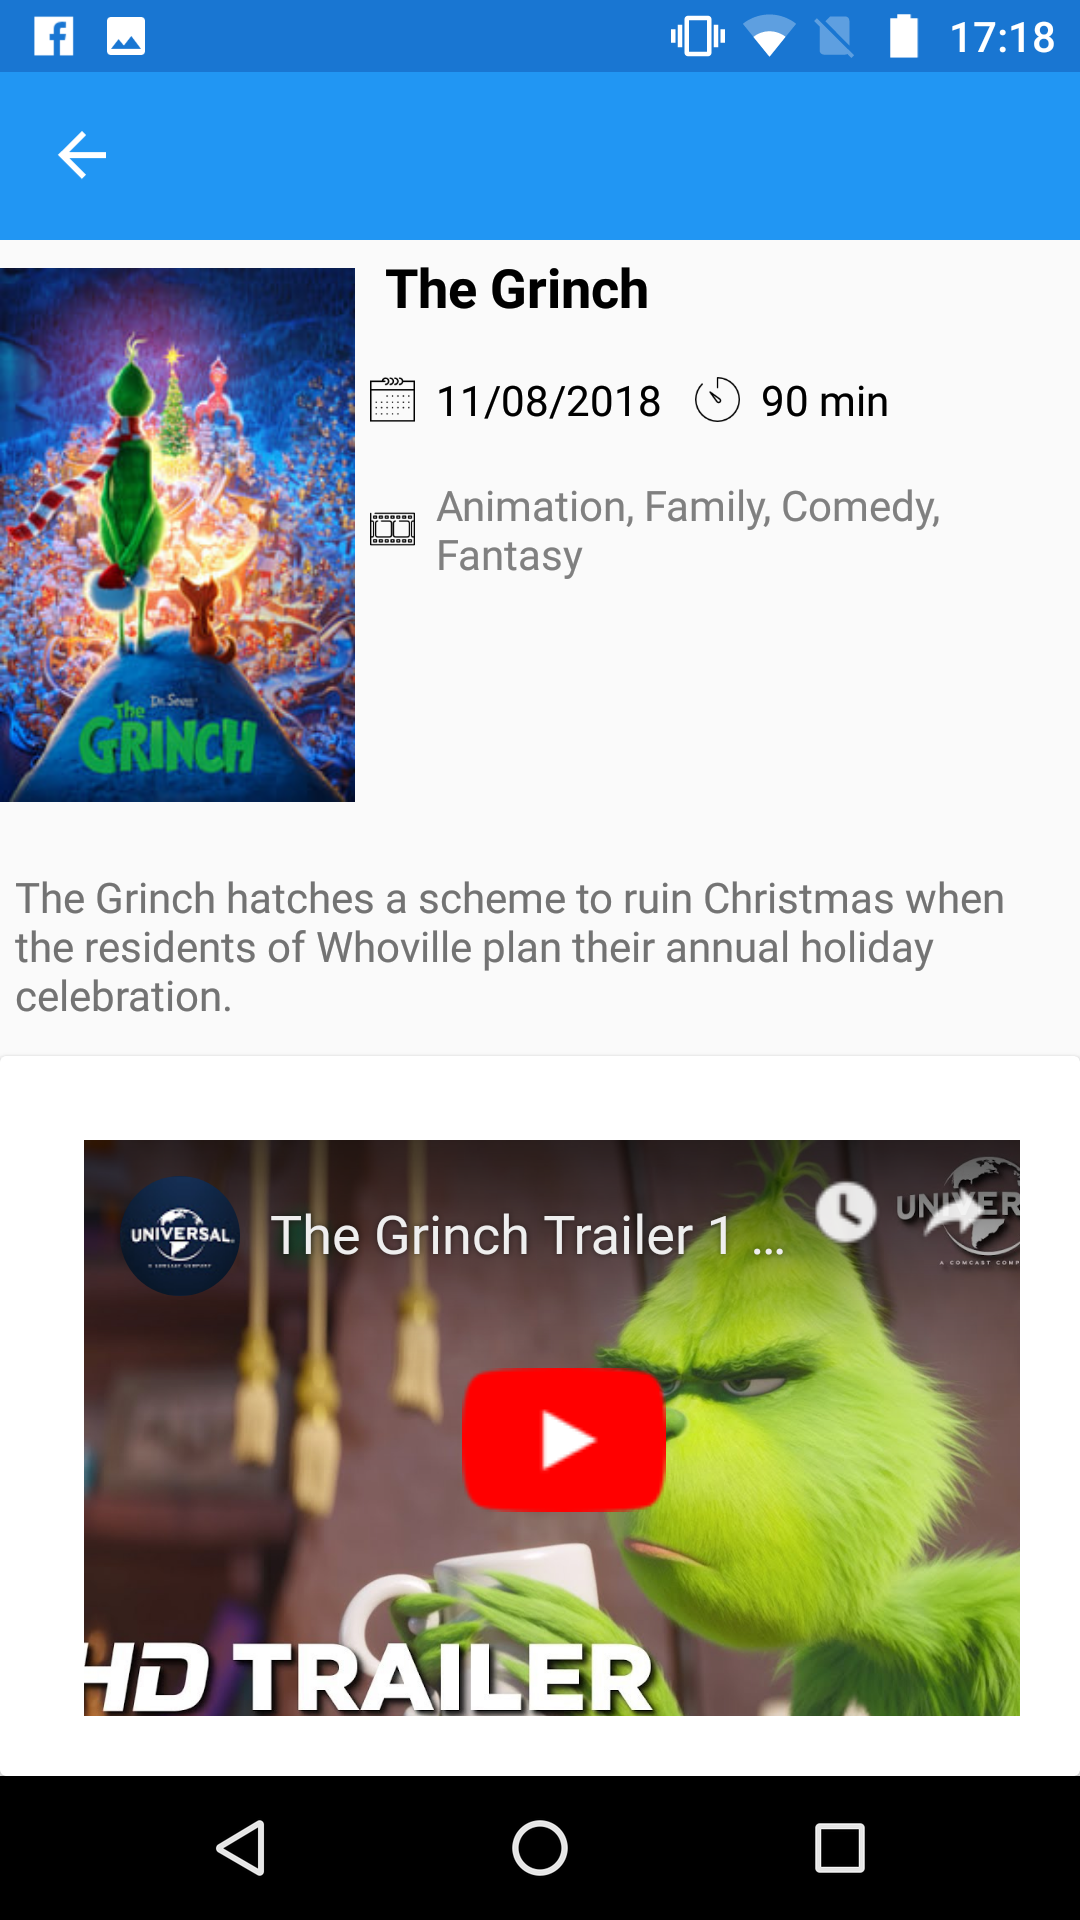 17:18
The Grinch
11/08/2018 90 min
Animation, Family, Comedy,
Fantasy
Dr. Seuss'
The
GRINCH
The Grinch hatches a scheme to ruin Christmas when
the residents of Whoville plan their annual holiday
celebration.
UNIVERSAL
A COMCAST COMPANY
The Grinch Trailer 1 ...
UNIVER
A COMCAST COMP
HD TRAILER